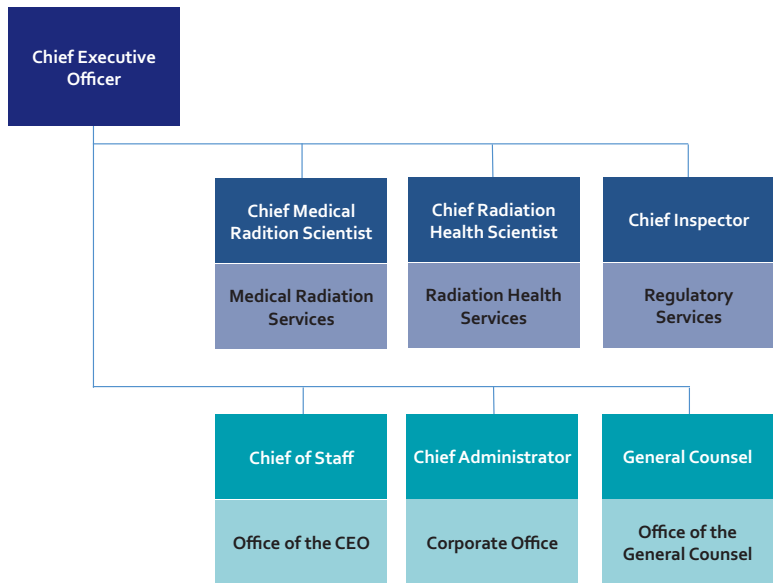 Chief Executive
Officer
Chief Medical
Radition Scientist
Chief Radiation
Health Scientist
Chief Inspector
Medical Radiation
Services
Radiation Health
Services
Regulatory
Services
Chief of Staff
Chief Administrator
General Counsel
Office of the CEO
Corporate Office
Office of the
General Counsel